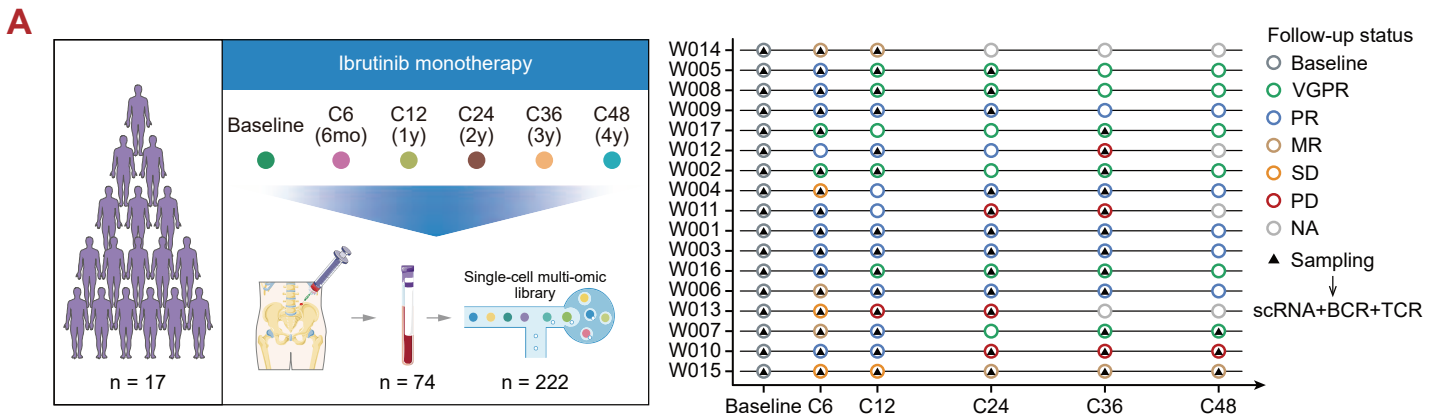 A
Ibrutinib monotherapy
Baseline
C6
(6mo)
C12
(1y)
C24
(2y)
C36
(3y)
C48
(4y)
Single-cell multi-omic
library
n = 17
n = 74
n = 222
W014
W005
W008
W009
W017
W012
W002
W004
W011
W001
W003
W016
W006
W013
W007
W010
W015
Baseline C6 C12 C24 C36 C48
Follow-up status
Baseline
VGPR
PR
MR
SD
PD
NA
Sampling
scRNA+BCR+TCR